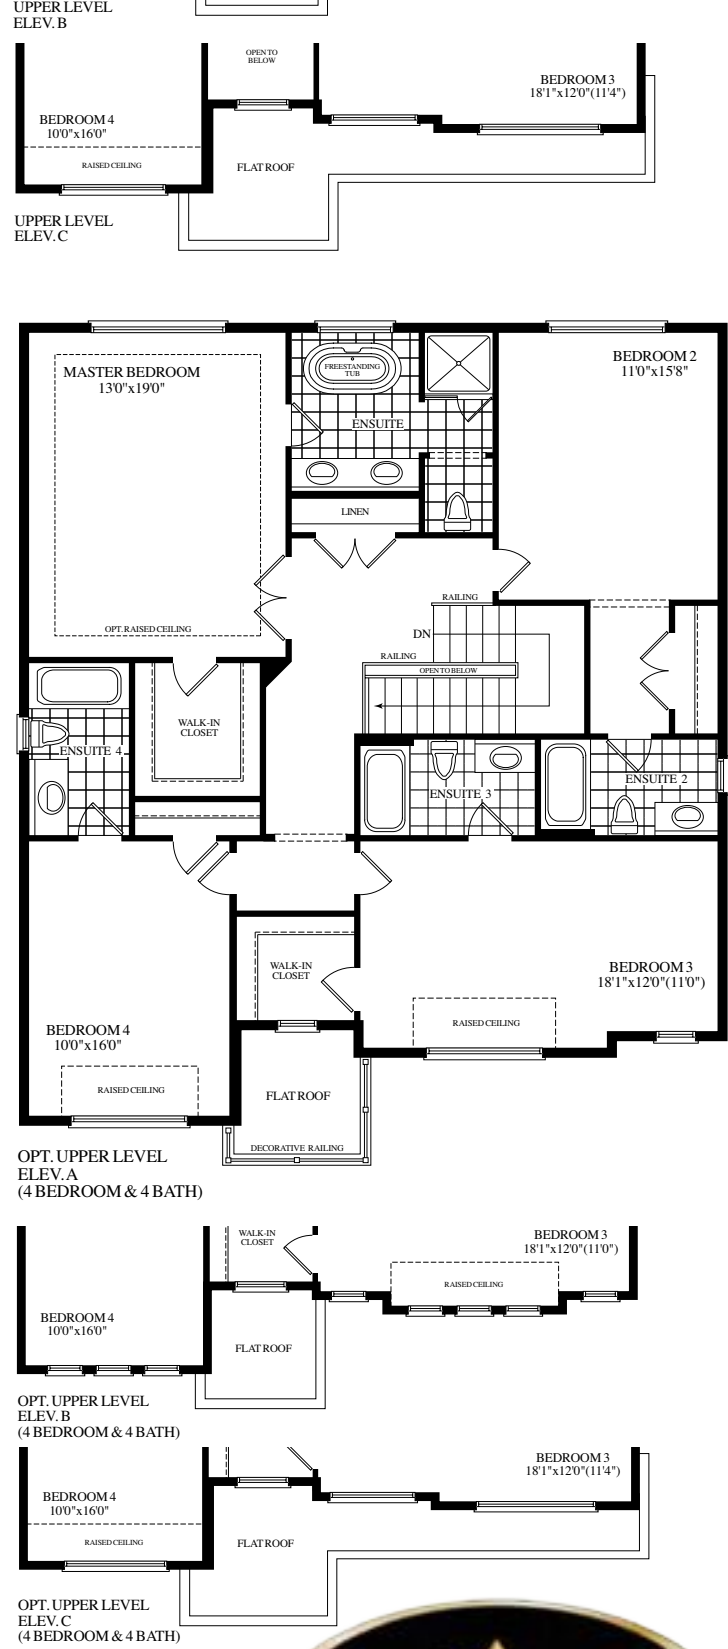 UPPER LEVEL
ELEV. B
OPEN TO
BELOW
BEDROOM 3
18'1"x12'0"(11'4")
BEDROOM 4
10'0"x16'0"
RAISED CEILING
FLAT ROOF
UPPER LEVEL
ELEV. C
MASTER BEDROOM
13'0"x19'0"
FREESTANDING
TUB
BEDROOM 2
11'0"x15'8"
ENSUITE
LINEN
OPT. RAISED CEILING
RAILING
DN
RAILING
OPEN TO BELOW
WALK-IN
CLOSET
ENSUITE 4
ENSUITE 3
ENSUITE 2
WALK-IN
CLOSET
BEDROOM 3
18'1"x12'0"(11'0")
RAISED CEILING
BEDROOM 4
10'0"x16'0"
RAISED CEILING
FLAT ROOF
DECORATIVE RAILING
OPT. UPPER LEVEL
ELEV. A
(4 BEDROOM & 4 BATH)
WALK-IN
CLOSET
BEDROOM 3
18'1"x12'0"(11'0")
RAISED CEILING
BEDROOM 4
10'0"x16'0"
FLAT ROOF
OPT. UPPER LEVEL
ELEV. B
(4 BEDROOM & 4 BATH)
BEDROOM 3
18'1"x12'0"(11'4")
BEDROOM 4
10'0"x16'0"
RAISED CEILING
FLAT ROOF
OPT. UPPER LEVEL
ELEV. C
(4 BEDROOM & 4 BATH)